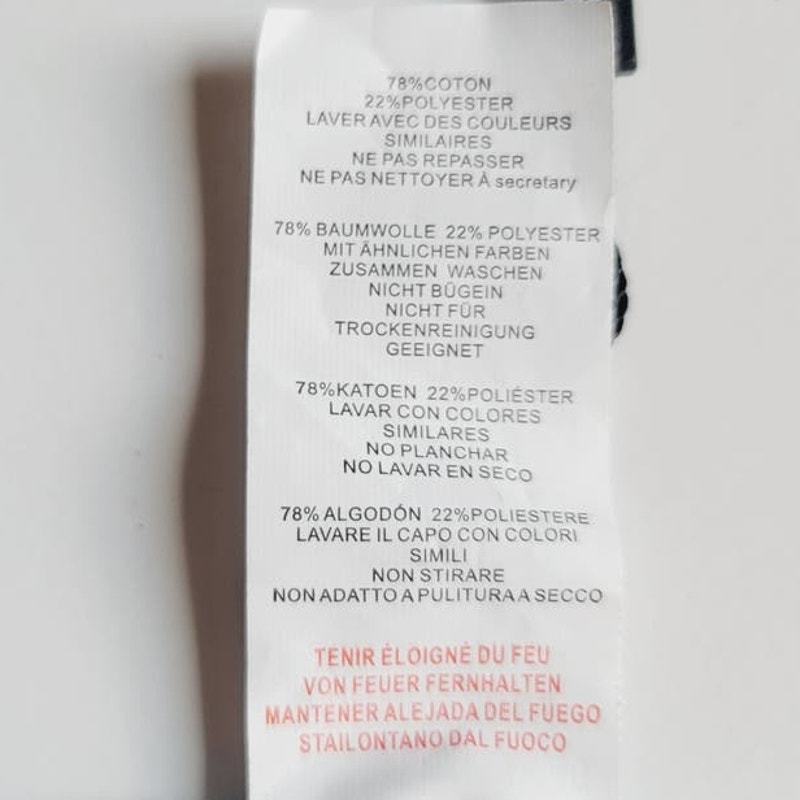 78%COTON
22%POLYESTER
LAVER AVEC DES COULEURS
SIMILAIRES
NE PAS REPASSER
NE PAS NETTOYER À secretary
78% BAUMWOLLE 22% POLYESTER
MIT ÄHNLICHEN FARBEN
ZUSAMMEN WASCHEN
NICHT BÜGEIN
NICHT FÜR
TROCKENREINIGUNG
GEEIGNET
78%KATOEN 22%POLIÉSTER
LAVAR CON COLORES
SIMILARES
NO PLANCHAR
NO LAVAR EN SECO
78% ALGODÓN 22%POLIESTERE
LAVARE IL CAPO CON COLORI
SIMILI
NON STIRARE
NON ADATTO A PULITURA A SECCO
TENIR ÉLOIGNÉ DU FEU
VON FEUER FERNHALTEN
MANTENER ALEJADA DEL FUEGO
STAILONTANO DAL FUOCO